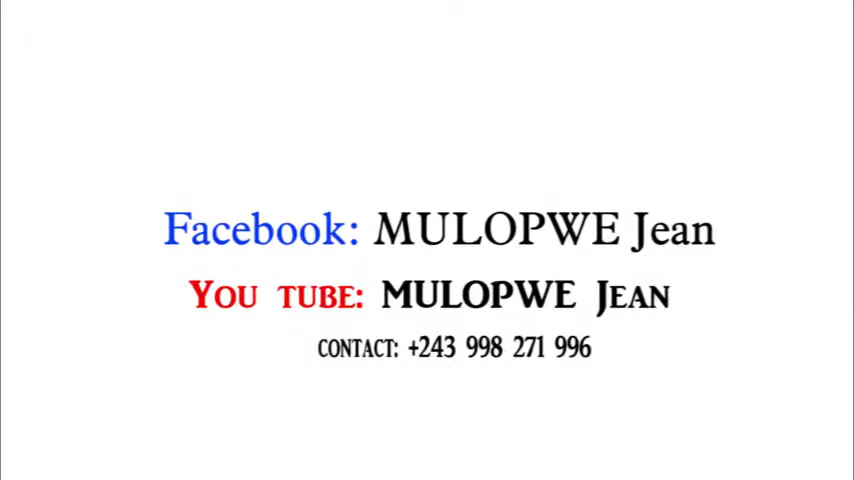 Facebook: MULOPWE Jean
You tube: MULOPWE Jean
CONTACT: +243 998 271 996